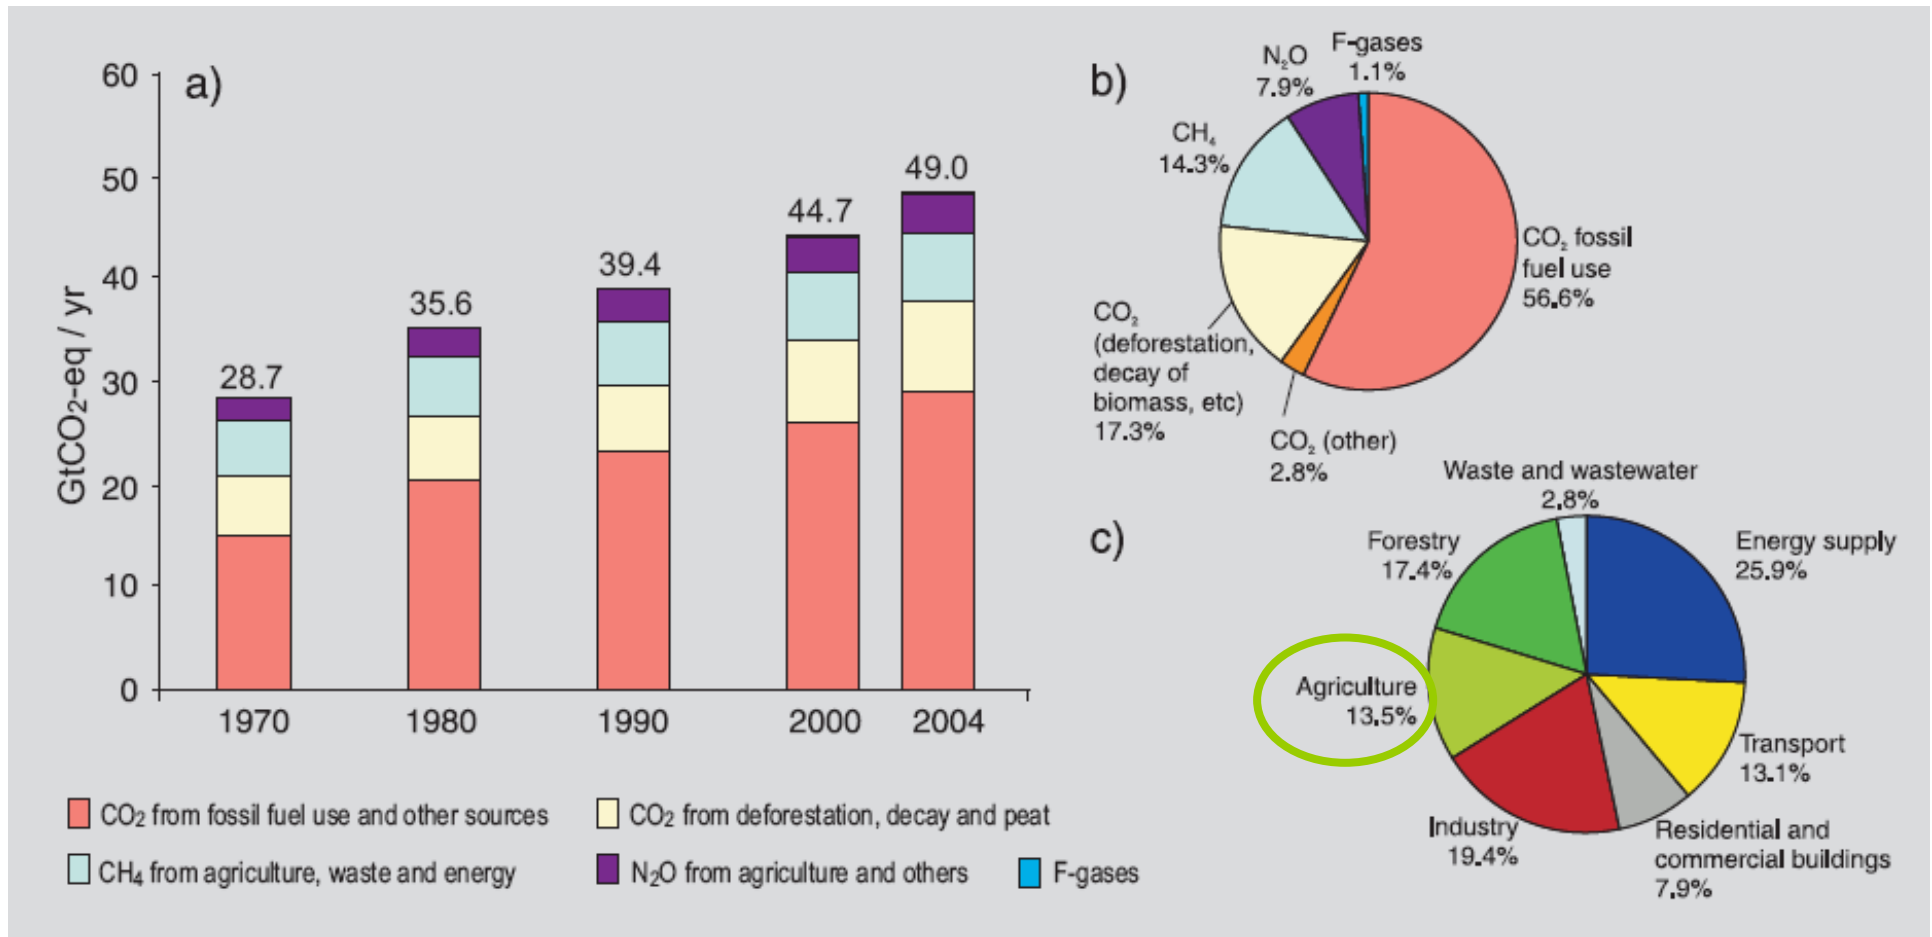 a)
60
50
40
30
20
10
0
GtCO₂-eq / yr
28.7
35.6
39.4
44.7
49.0
1970
1980
1990
2000
2004
CO₂ from fossil fuel use and other sources
CO₂ from deforestation, decay and peat
CH₄ from agriculture, waste and energy
N₂O from agriculture and others
F-gases
b)
F-gases
1.1%
N₂O
7.9%
CH₄
14.3%
CO₂ fossil
fuel use
56.6%
CO₂
(deforestation,
decay of
biomass, etc)
17.3%
CO₂ (other)
2.8%
c)
Waste and wastewater
2.8%
Forestry
17.4%
Energy supply
25.9%
Agriculture
13.5%
Transport
13.1%
Industry
19.4%
Residential and
commercial buildings
7.9%